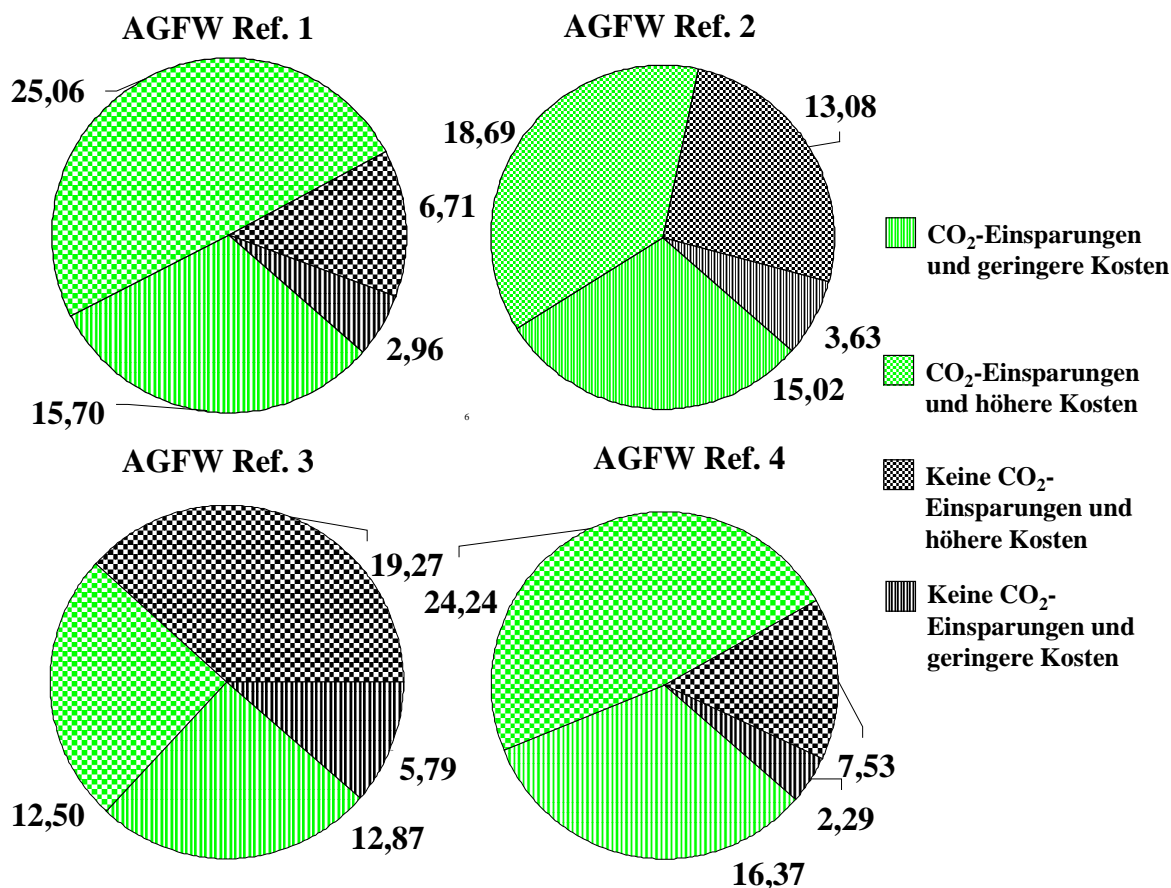 AGFW Ref. 1
25,06
6,71
2,96
15,70
AGFW Ref. 2
18,69
13,08
3,63
15,02
6
AGFW Ref. 3
19,27
5,79
12,87
12,50
AGFW Ref. 4
24,24
7,53
2,29
16,37
CO₂-Einsparungen
und geringere Kosten
CO₂-Einsparungen
und höhere Kosten
Keine CO₂-
Einsparungen und
höhere Kosten
Keine CO₂-
Einsparungen und
geringere Kosten